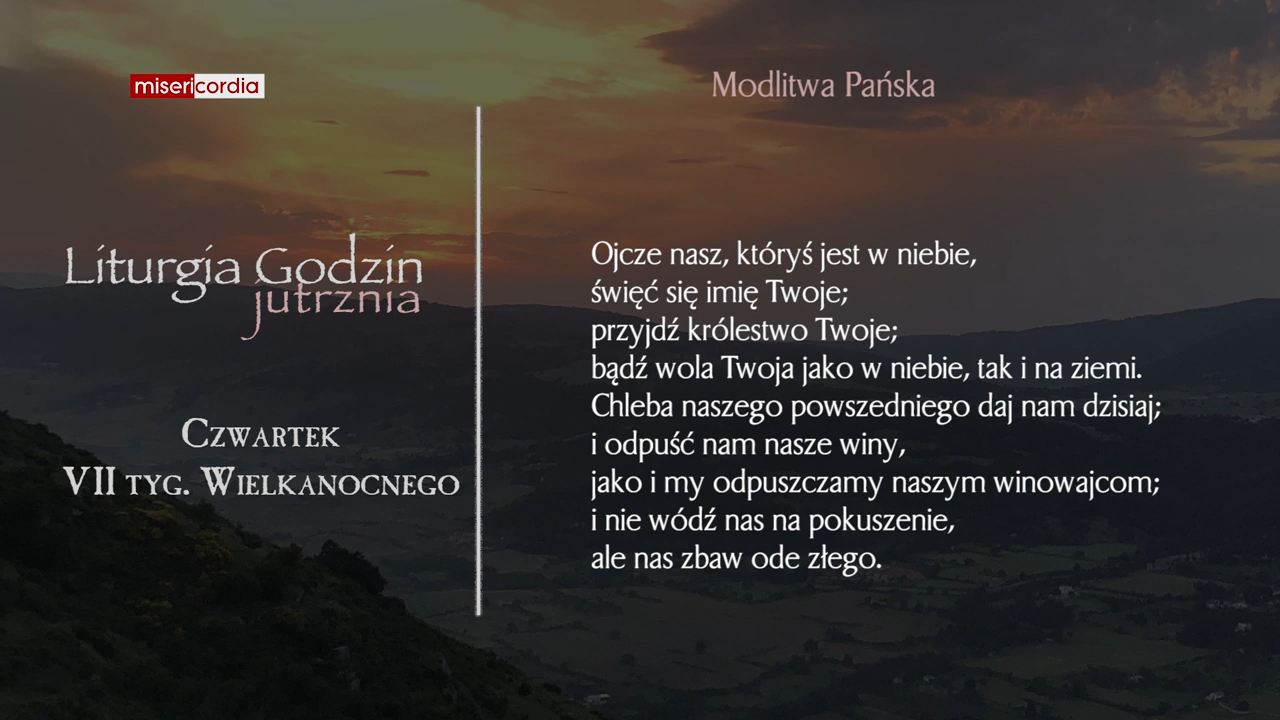 misericordia
Liturgia Godzin
jutrznia
Czwartek
VII tyg. Wielkanocnego
Modlitwa Pańska
Ojcze nasz, któryś jest w niebie,
święć się imię Twoje;
przyjdź królestwo Twoje;
bądź wola Twoja jako w niebie, tak i na ziemi.
Chleba naszego powszedniego daj nam dzisiaj;
i odpuść nam nasze winy,
jako i my odpuszczamy naszym winowajcom;
i nie wódź nas na pokuszenie,
ale nas zbaw ode złego.